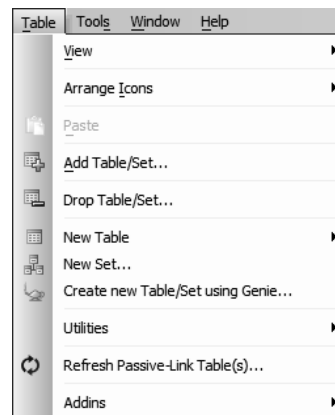 Table Tools Window Help
View
Arrange Icons
Paste
Add Table/Set...
Drop Table/Set...
New Table
New Set...
Create new Table/Set using Genie...
Utilities
Refresh Passive-Link Table(s)...
Addins